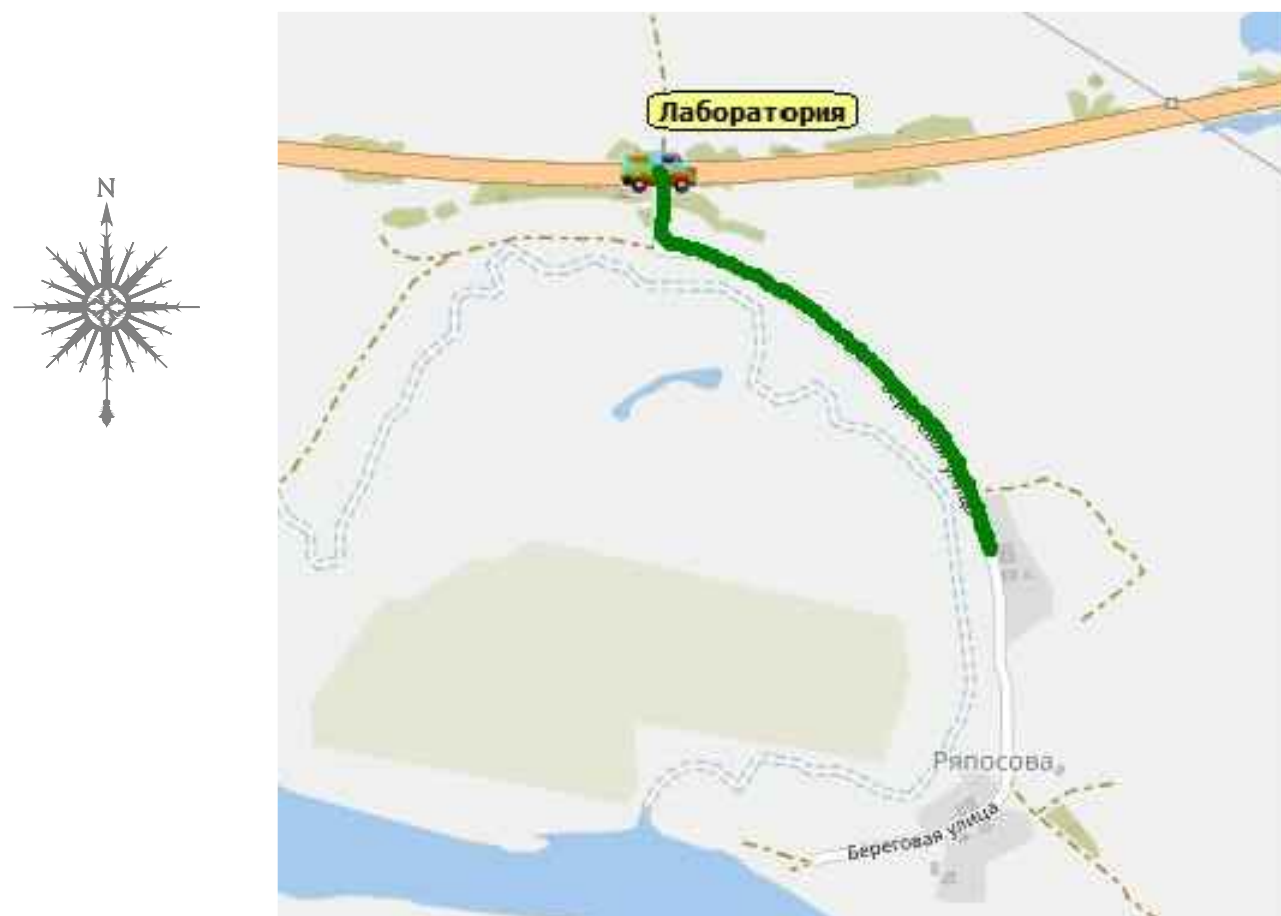 N
Лаборатория
Ряпосова
Береговая улица